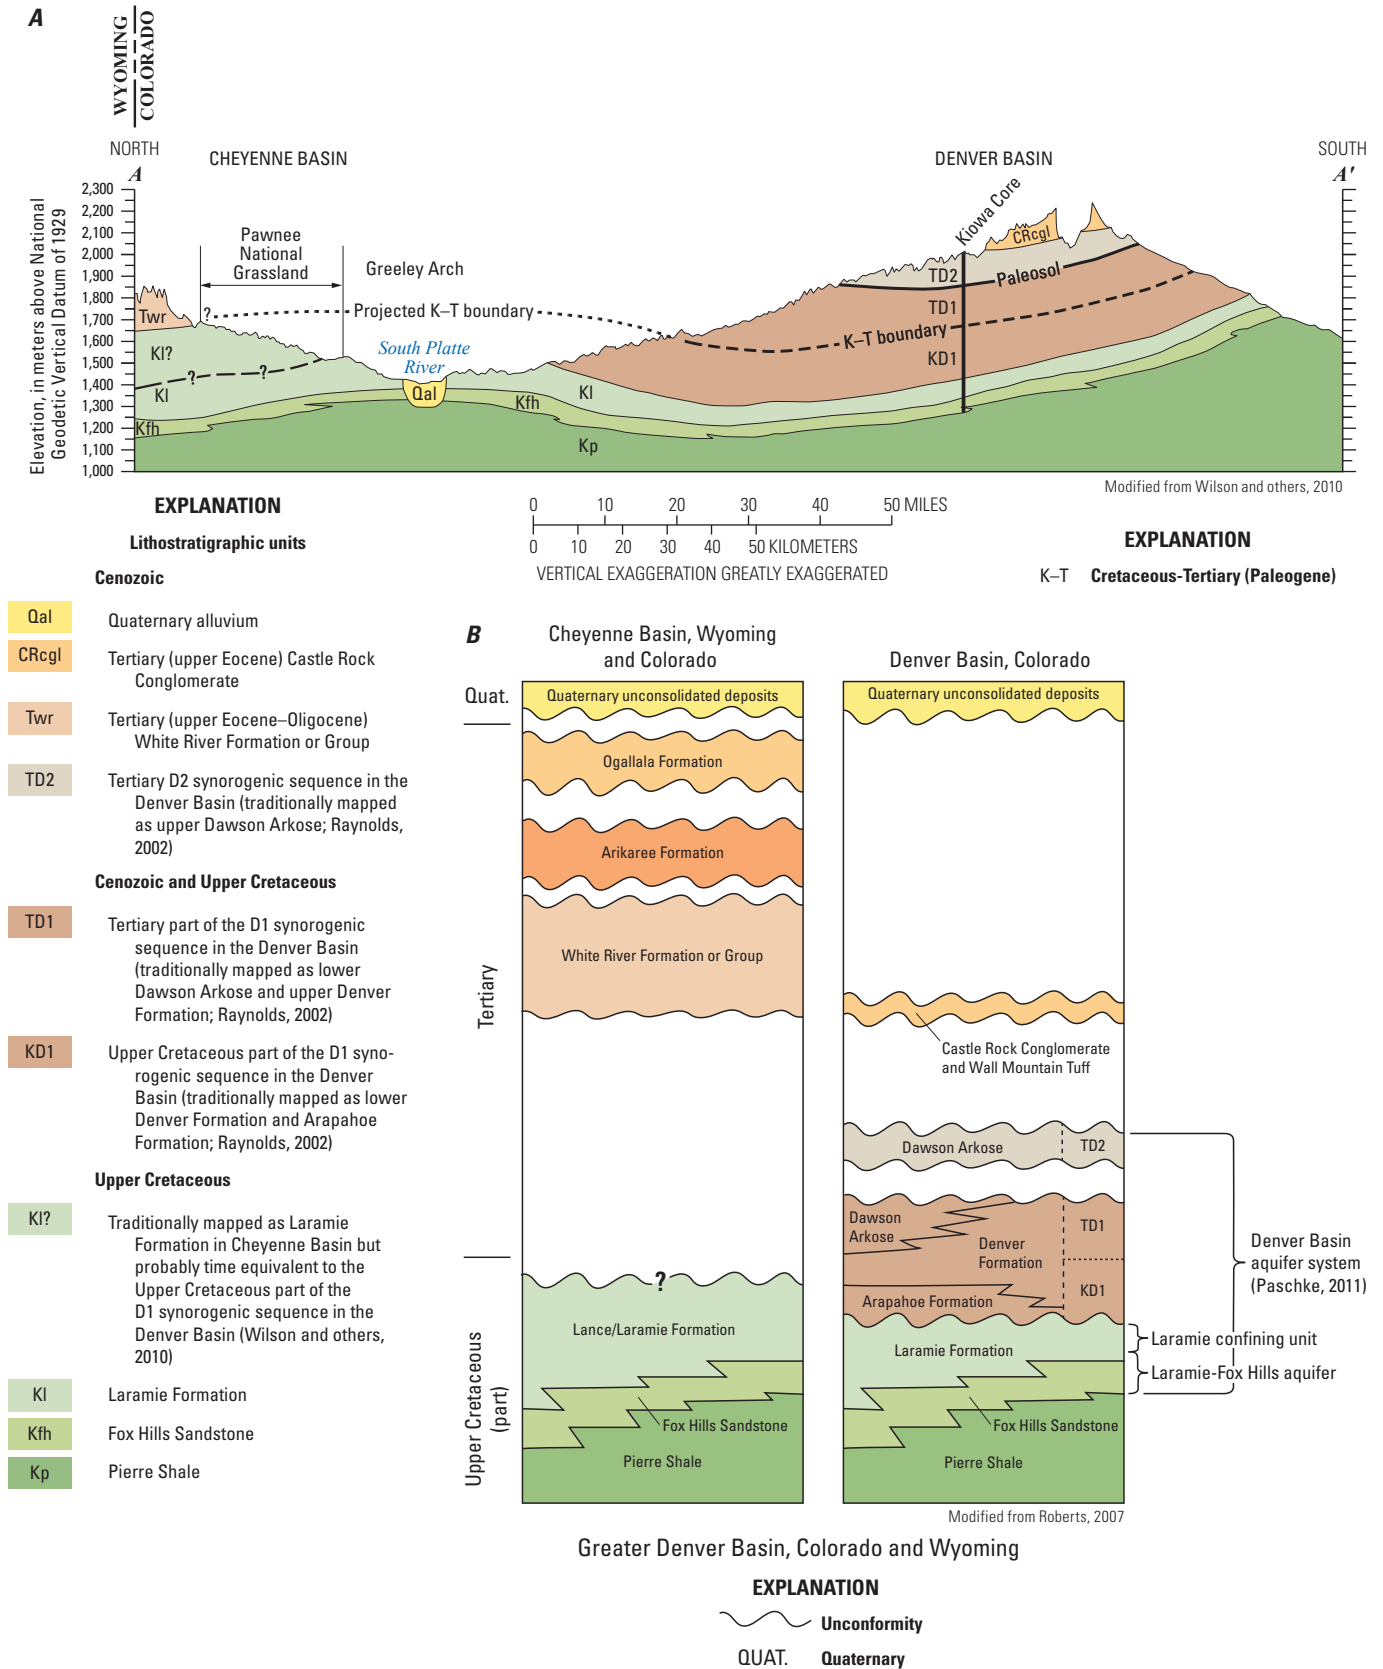 A
WYOMING
COLORADO
NORTH
A
CHEYENNE BASIN
DENVER BASIN
SOUTH
A′
Elevation, in meters above National
Geodetic Vertical Datum of 1929
2,300
2,200
2,100
2,000
1,900
1,800
1,700
1,600
1,500
1,400
1,300
1,200
1,100
1,000
Pawnee
National
Grassland
Greeley Arch
Kiowa Core
CRcgl
TD2
Paleosol
Twr
?
Projected K–T boundary
TD1
K–T boundary
South Platte
River
Kl?
KD1
?
?
Kl
Qal
Kfh
Kl
Kfh
Kp
Modified from Wilson and others, 2010
0 10 20 30 40 50 MILES
0 10 20 30 40 50 KILOMETERS
VERTICAL EXAGGERATION GREATLY EXAGGERATED
EXPLANATION
K–T Cretaceous-Tertiary (Paleogene)
EXPLANATION
Lithostratigraphic units
Cenozoic
Qal Quaternary alluvium
CRcgl Tertiary (upper Eocene) Castle Rock
Conglomerate
Twr Tertiary (upper Eocene–Oligocene)
White River Formation or Group
TD2 Tertiary D2 synorogenic sequence in the
Denver Basin (traditionally mapped
as upper Dawson Arkose; Raynolds,
2002)
Cenozoic and Upper Cretaceous
TD1 Tertiary part of the D1 synorogenic
sequence in the Denver Basin
(traditionally mapped as lower
Dawson Arkose and upper Denver
Formation; Raynolds, 2002)
KD1 Upper Cretaceous part of the D1 syno-
rogenic sequence in the Denver
Basin (traditionally mapped as lower
Denver Formation and Arapahoe
Formation; Raynolds, 2002)
Upper Cretaceous
Kl? Traditionally mapped as Laramie
Formation in Cheyenne Basin but
probably time equivalent to the
Upper Cretaceous part of the
D1 synorogenic sequence in the
Denver Basin (Wilson and others,
2010)
Kl Laramie Formation
Kfh Fox Hills Sandstone
Kp Pierre Shale
B
Cheyenne Basin, Wyoming
and Colorado
Denver Basin, Colorado
Quat.
Tertiary
Upper Cretaceous
(part)
Quaternary unconsolidated deposits
Ogallala Formation
Arikaree Formation
White River Formation or Group
?
Lance/Laramie Formation
Fox Hills Sandstone
Pierre Shale
Quaternary unconsolidated deposits
Castle Rock Conglomerate
and Wall Mountain Tuff
Dawson Arkose
TD2
Dawson
Arkose
TD1
Denver
Formation
KD1
Arapahoe Formation
Laramie Formation
Fox Hills Sandstone
Pierre Shale
Denver Basin
aquifer system
(Paschke, 2011)
Laramie confining unit
Laramie-Fox Hills aquifer
Modified from Roberts, 2007
Greater Denver Basin, Colorado and Wyoming
EXPLANATION
Unconformity
QUAT. Quaternary